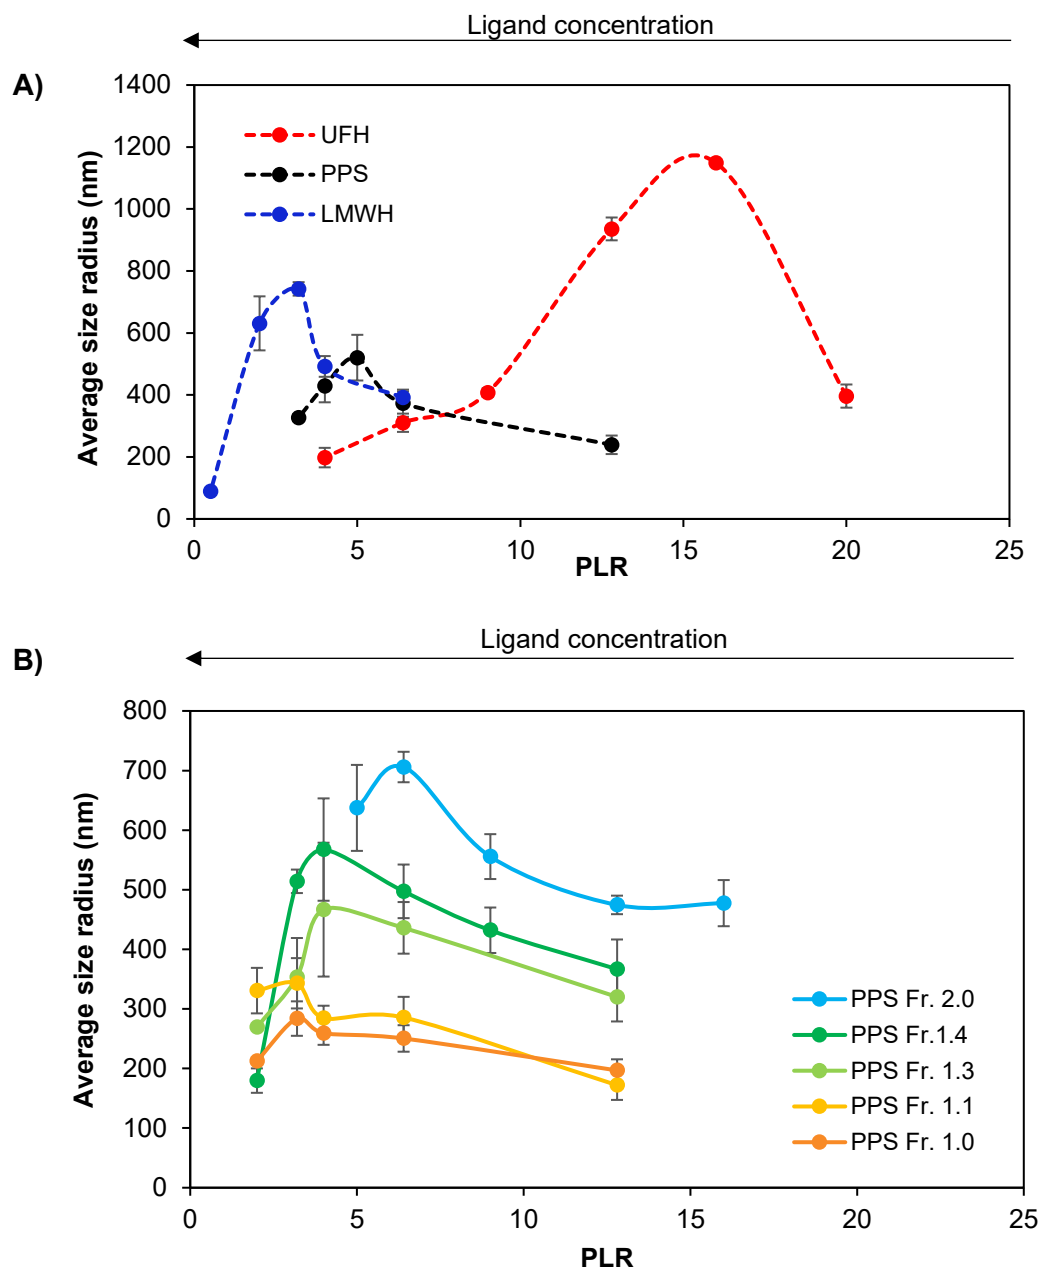 Ligand concentration
A)
1400
1200
1000
800
600
400
200
0
Average size radius (nm)
UFH
PPS
LMWH
0 5 10 15 20 25
PLR
Ligand concentration
B)
800
700
600
500
400
300
200
100
0
Average size radius (nm)
PPS Fr. 2.0
PPS Fr.1.4
PPS Fr. 1.3
PPS Fr. 1.1
PPS Fr. 1.0
0 5 10 15 20 25
PLR